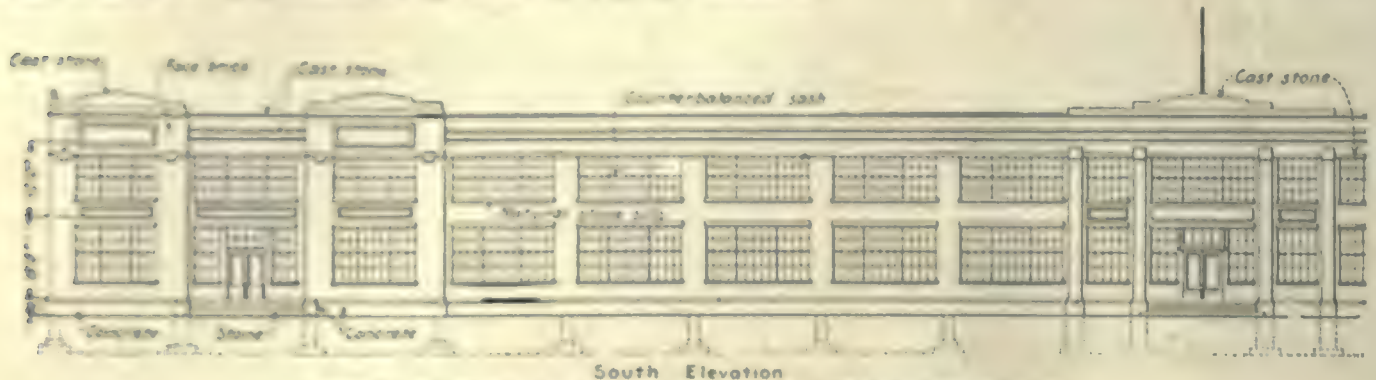 Cast stone
Face brick
Cast stone
Counterbalanced sash
Cast stone
Concrete
Stone
Concrete
South Elevation